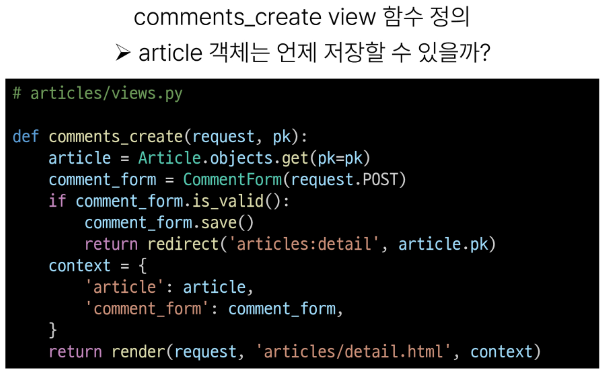 comments_create view 함수 정의
➢ article 객체는 언제 저장할 수 있을까?
# articles/views.py
def comments_create(request, pk):
    article = Article.objects.get(pk=pk)
    comment_form = CommentForm(request.POST)
    if comment_form.is_valid():
        comment_form.save()
        return redirect('articles:detail', article.pk)
    context = {
        'article': article,
        'comment_form': comment_form,
    }
    return render(request, 'articles/detail.html', context)